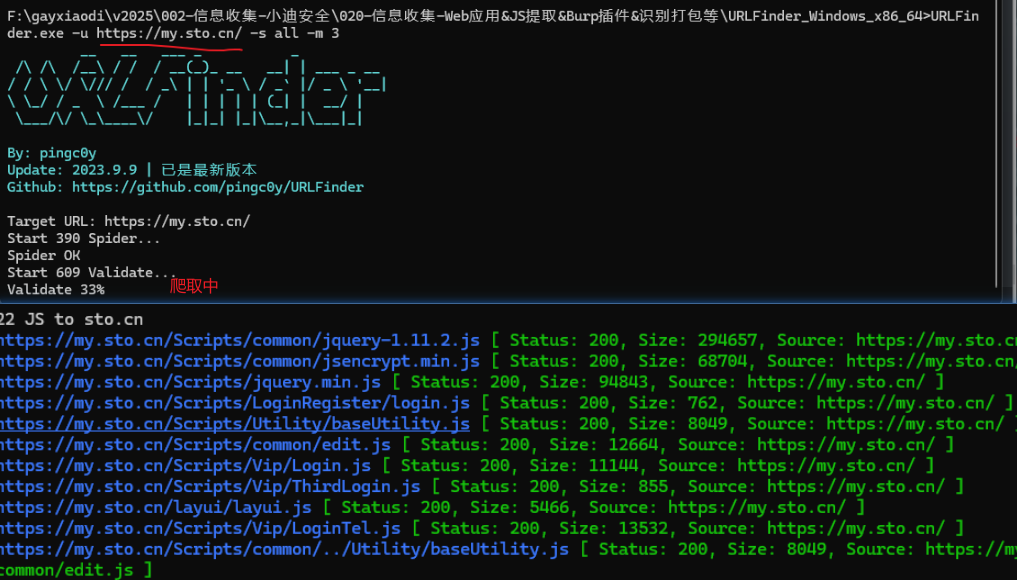 F:\gayxiaodi\v2025\002-信息收集-小迪安全\020-信息收集-Web应用&JS提取&Burp插件&识别打包等\URLFinder_Windows_x86_64>URLFin
der.exe -u https://my.sto.cn/ -s all -m 3
URLFinder
By: pingc0y
Update: 2023.9.9 | 已是最新版本
Github: https://github.com/pingc0y/URLFinder
Target URL: https://my.sto.cn/
Start 390 Spider...
Spider OK
Start 609 Validate...
Validate 33%
爬取中
22 JS to sto.cn
https://my.sto.cn/Scripts/common/jquery-1.11.2.js [ Status: 200, Size: 294657, Source: https://my.sto.cn
https://my.sto.cn/Scripts/common/jsencrypt.min.js [ Status: 200, Size: 68704, Source: https://my.sto.cn/
https://my.sto.cn/Scripts/jquery.min.js [ Status: 200, Size: 94843, Source: https://my.sto.cn/ ]
https://my.sto.cn/Scripts/LoginRegister/login.js [ Status: 200, Size: 762, Source: https://my.sto.cn/ ]
https://my.sto.cn/Scripts/Utility/baseUtility.js [ Status: 200, Size: 8049, Source: https://my.sto.cn/ ]
https://my.sto.cn/Scripts/common/edit.js [ Status: 200, Size: 12664, Source: https://my.sto.cn/ ]
https://my.sto.cn/Scripts/Vip/Login.js [ Status: 200, Size: 11144, Source: https://my.sto.cn/ ]
https://my.sto.cn/Scripts/Vip/ThirdLogin.js [ Status: 200, Size: 855, Source: https://my.sto.cn/ ]
https://my.sto.cn/layui/layui.js [ Status: 200, Size: 5466, Source: https://my.sto.cn/ ]
https://my.sto.cn/Scripts/Vip/LoginTel.js [ Status: 200, Size: 13532, Source: https://my.sto.cn/ ]
https://my.sto.cn/Scripts/common/../Utility/baseUtility.js [ Status: 200, Size: 8049, Source: https://my
common/edit.js ]